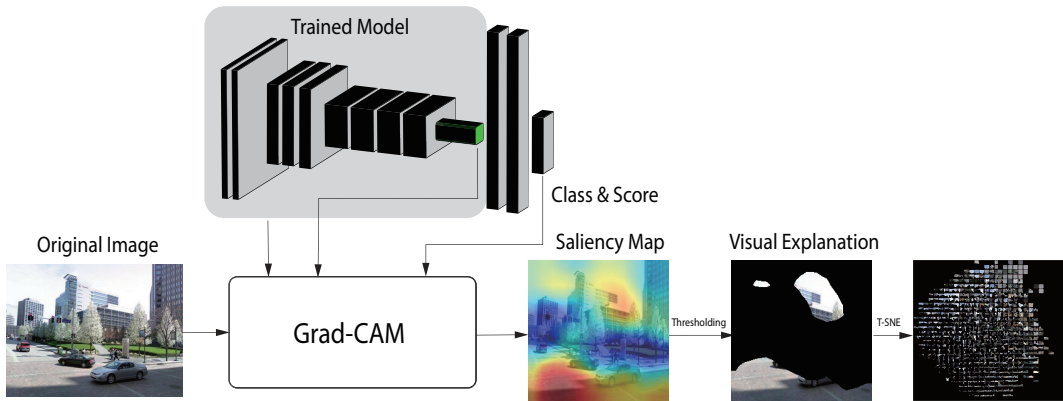 Trained Model
Class & Score
Original Image
Saliency Map
Visual Explanation
Grad-CAM
Thresholding
T-SNE